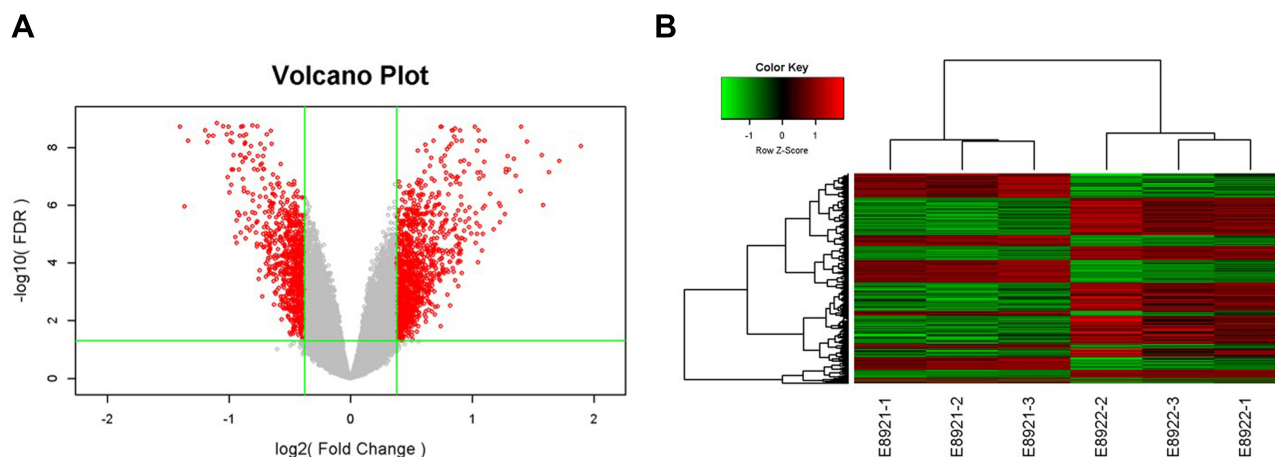 A
B
Volcano Plot
-log10( FDR )
8
6
4
2
0
-2
-1
0
1
2
log2( Fold Change )
Color Key
-1
0
1
Row Z-Score
E8921-1
E8921-2
E8921-3
E8922-2
E8922-3
E8922-1